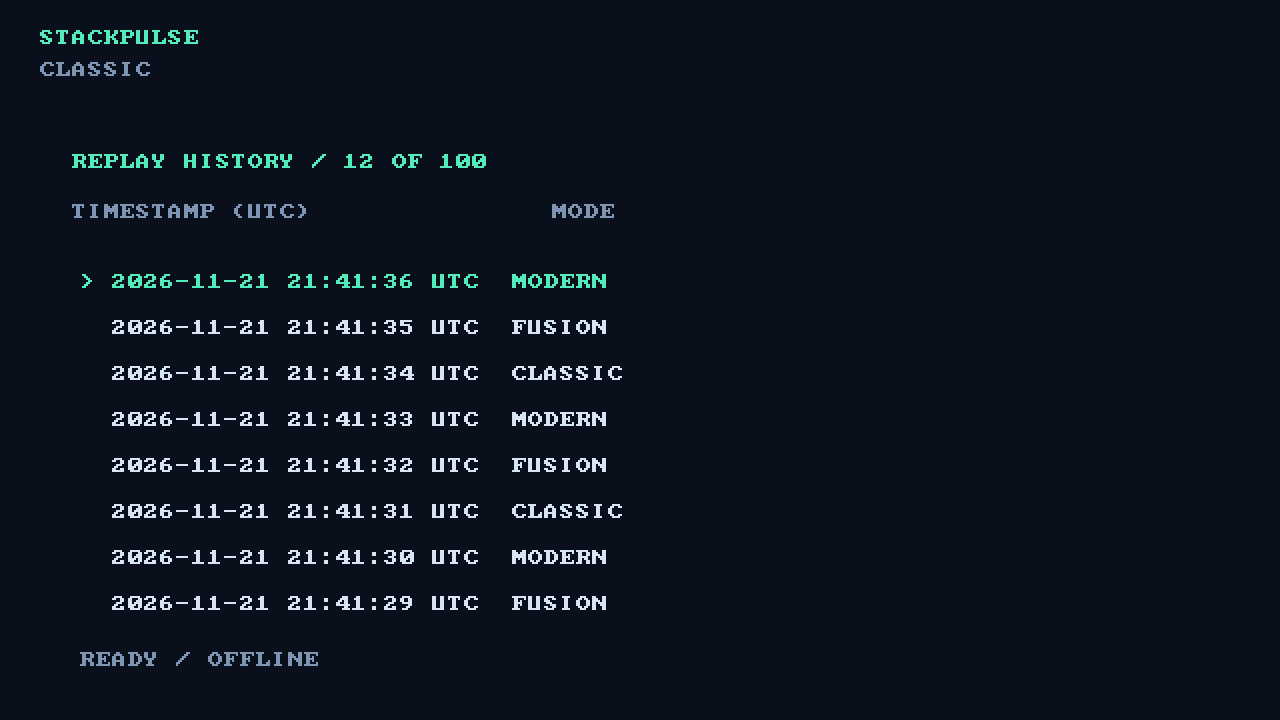 STACKPULSE
CLASSIC
REPLAY HISTORY / 12 OF 100
TIMESTAMP (UTC) MODE
> 2026-11-21 21:41:36 UTC MODERN
2026-11-21 21:41:35 UTC FUSION
2026-11-21 21:41:34 UTC CLASSIC
2026-11-21 21:41:33 UTC MODERN
2026-11-21 21:41:32 UTC FUSION
2026-11-21 21:41:31 UTC CLASSIC
2026-11-21 21:41:30 UTC MODERN
2026-11-21 21:41:29 UTC FUSION
READY / OFFLINE